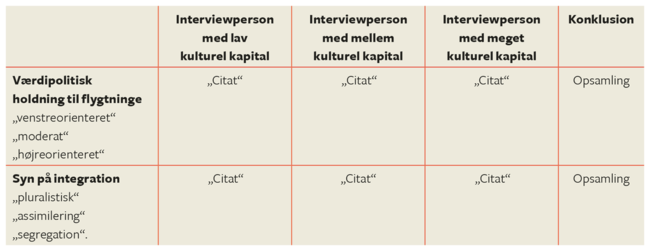 Interviewperson
med lav
kulturel kapital
Interviewperson
med mellem
kulturel kapital
Interviewperson
med meget
kulturel kapital
Konklusion
Værdipolitisk
holdning til flygtninge
„venstreorienteret“
„moderat“
„højreorienteret“
„Citat“
„Citat“
„Citat“
Opsamling
Syn på integration
„pluralistisk“
„assimilering“
„segregation“.
„Citat“
„Citat“
„Citat“
Opsamling